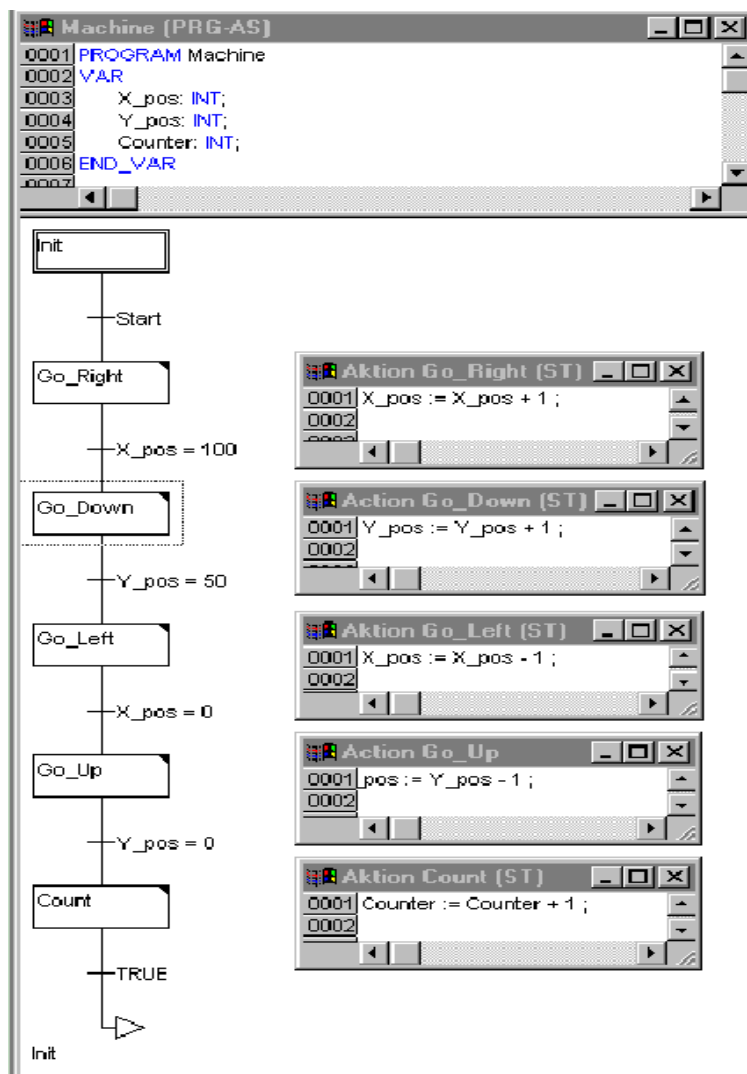 Machine (PRG-AS)
0001 PROGRAM Machine
0002 VAR
0003 X_pos: INT;
0004 Y_pos: INT;
0005 Counter: INT;
0006 END_VAR
0007
Init
Start
Go_Right
Aktion Go_Right (ST)
0001 X_pos := X_pos + 1 ;
0002
X_pos = 100
Go_Down
Action Go_Down (ST)
0001 Y_pos := Y_pos + 1 ;
0002
Y_pos = 50
Go_Left
Aktion Go_Left (ST)
0001 X_pos := X_pos - 1 ;
0002
X_pos = 0
Go_Up
Action Go_Up
0001 _pos := Y_pos - 1 ;
0002
Y_pos = 0
Count
Aktion Count (ST)
0001 Counter := Counter + 1 ;
0002
TRUE
Init